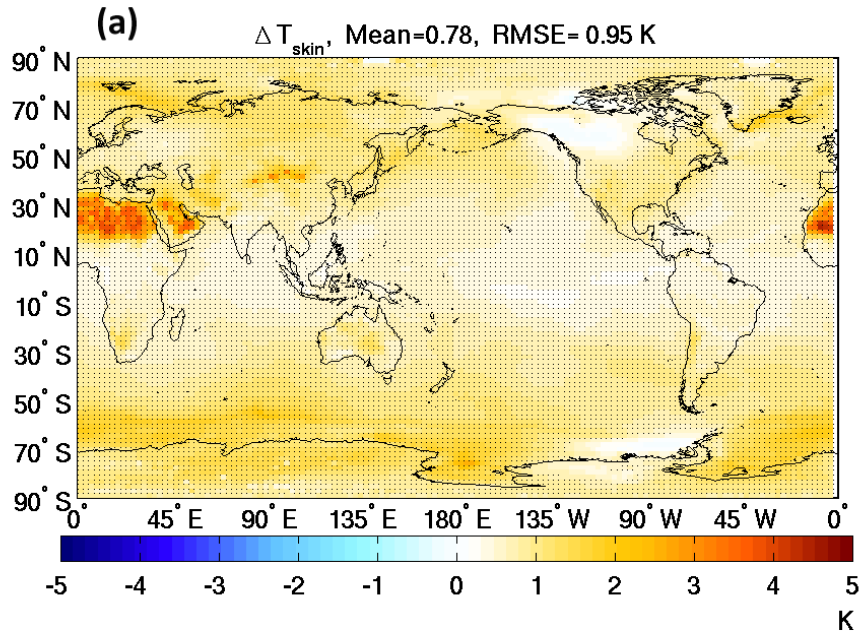 (a)
Δ T_skin, Mean=0.78, RMSE= 0.95 K
90° N
70° N
50° N
30° N
10° N
10° S
30° S
50° S
70° S
90° S
0° 45° E 90° E 135° E 180° E 135° W 90° W 45° W 0°
-5 -4 -3 -2 -1 0 1 2 3 4 5
K